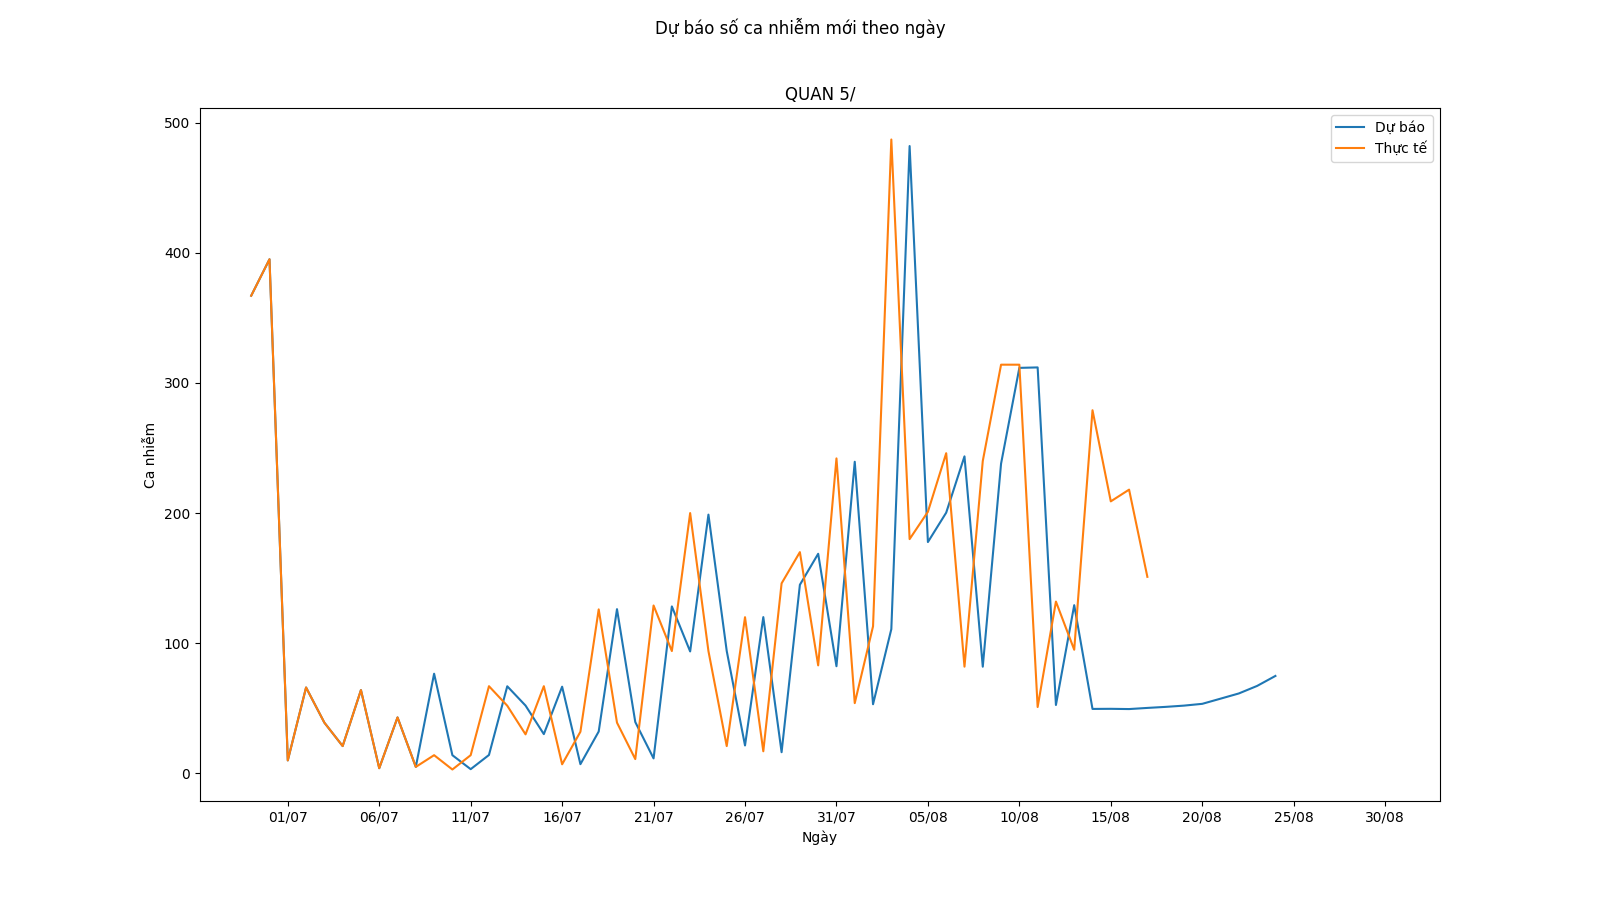 Dự báo số ca nhiễm mới theo ngày
QUAN 5/
Dự báo
Thực tế
500
400
300
200
100
0
Ca nhiễm
01/07 06/07 11/07 16/07 21/07 26/07 31/07 05/08 10/08 15/08 20/08 25/08 30/08
Ngày